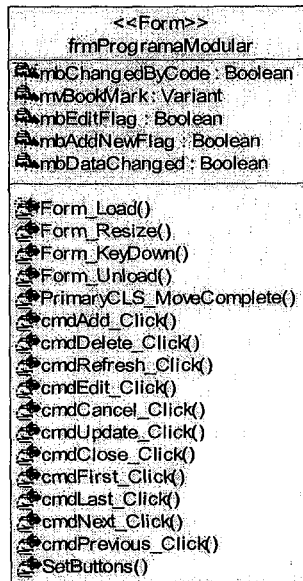 <<Form>>
frmProgramaModular
mbChangedByCode : Boolean
mvBookMark : Variant
mbEditFlag : Boolean
mbAddNewFlag : Boolean
mbDataChanged : Boolean
Form_Load()
Form_Resize()
Form_KeyDown()
Form_Unload()
PrimaryCLS_MoveComplete()
cmdAdd_Click()
cmdDelete_Click()
cmdRefresh_Click()
cmdEdit_Click()
cmdCancel_Click()
cmdUpdate_Click()
cmdClose_Click()
cmdFirst_Click()
cmdLast_Click()
cmdNext_Click()
cmdPrevious_Click()
SetButtons()